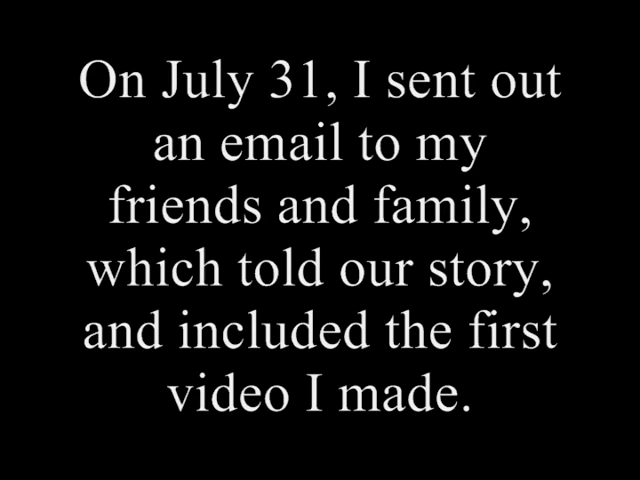 On July 31, I sent out
an email to my
friends and family,
which told our story,
and included the first
video I made.